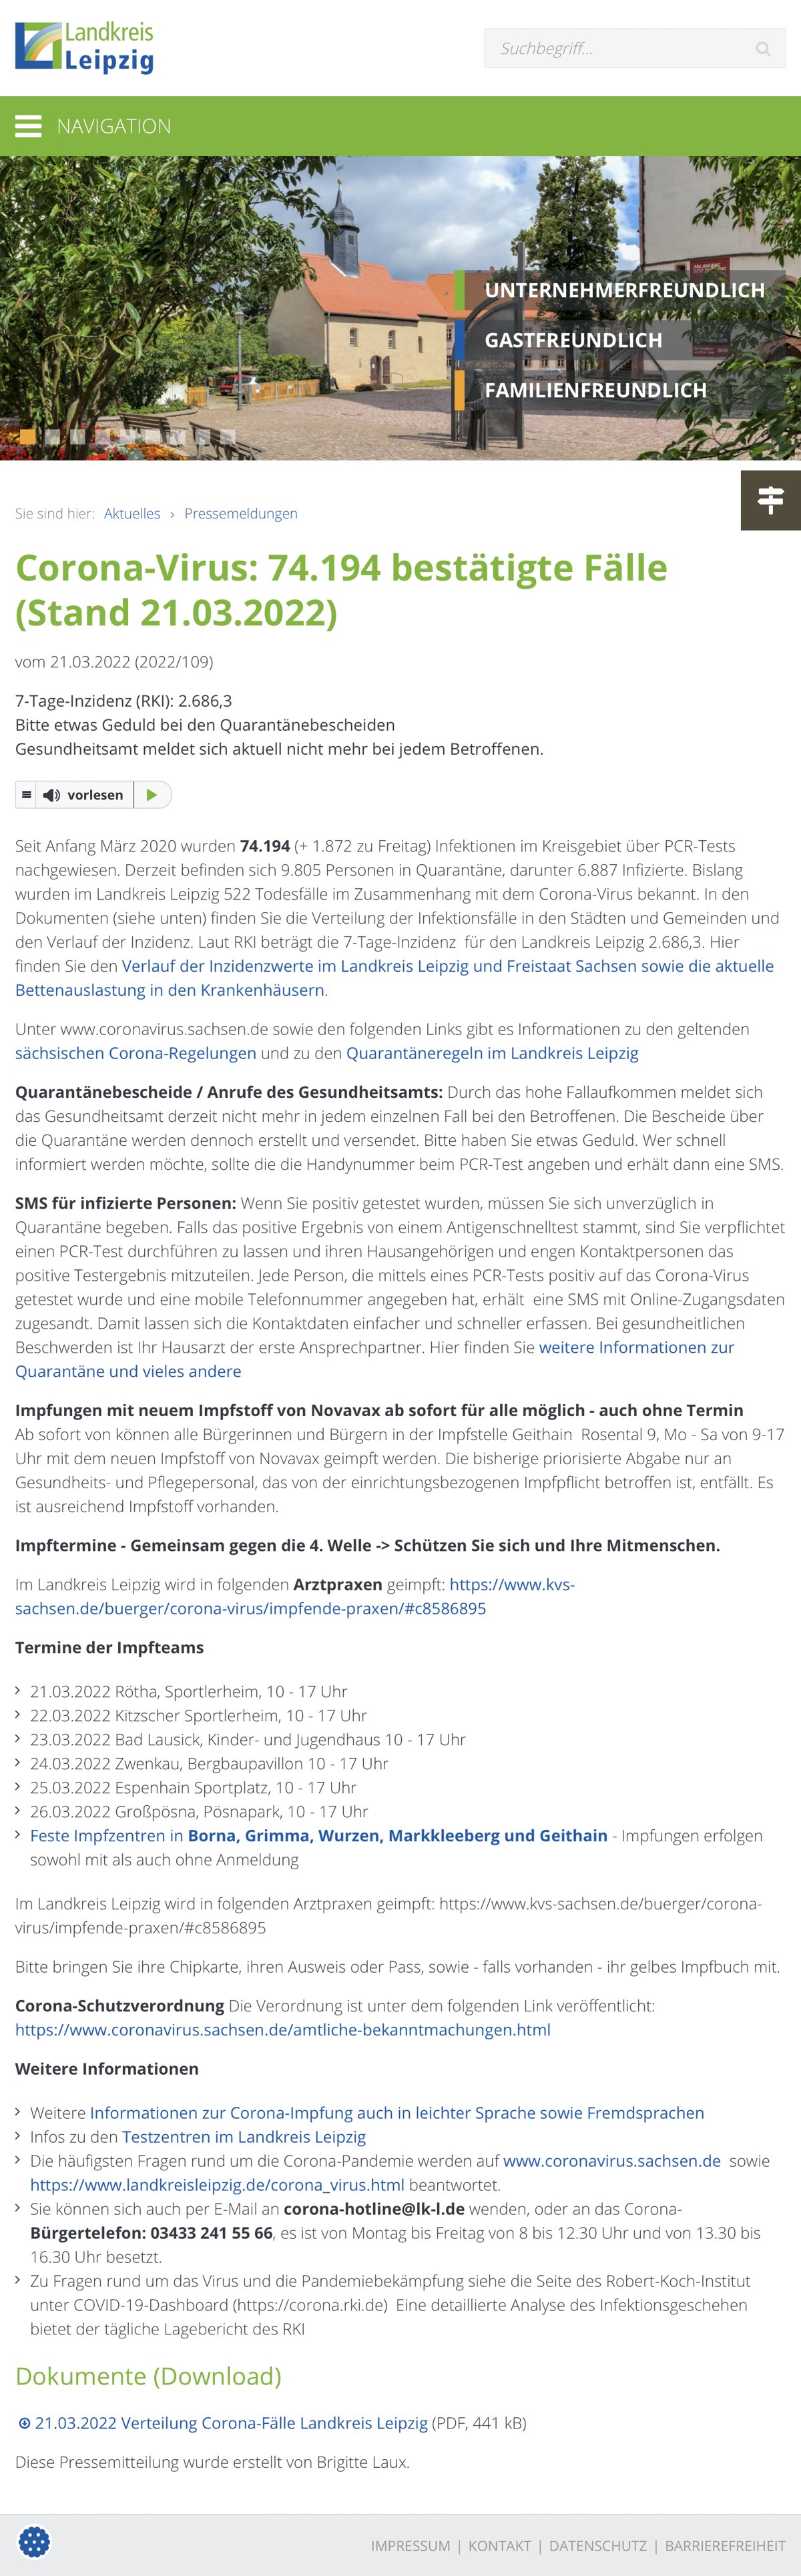 Landkreis
Leipzig
Suchbegriff...
NAVIGATION
UNTERNEHMERFREUNDLICH
GASTFREUNDLICH
FAMILIENFREUNDLICH
Sie sind hier: Aktuelles › Pressemeldungen
Corona-Virus: 74.194 bestätigte Fälle
(Stand 21.03.2022)
vom 21.03.2022 (2022/109)
7-Tage-Inzidenz (RKI): 2.686,3
Bitte etwas Geduld bei den Quarantänebescheiden
Gesundheitsamt meldet sich aktuell nicht mehr bei jedem Betroffenen.
vorlesen
Seit Anfang März 2020 wurden 74.194 (+ 1.872 zu Freitag) Infektionen im Kreisgebiet über PCR-Tests
nachgewiesen. Derzeit befinden sich 9.805 Personen in Quarantäne, darunter 6.887 Infizierte. Bislang
wurden im Landkreis Leipzig 522 Todesfälle im Zusammenhang mit dem Corona-Virus bekannt. In den
Dokumenten (siehe unten) finden Sie die Verteilung der Infektionsfälle in den Städten und Gemeinden und
den Verlauf der Inzidenz. Laut RKI beträgt die 7-Tage-Inzidenz  für den Landkreis Leipzig 2.686,3. Hier
finden Sie den Verlauf der Inzidenzwerte im Landkreis Leipzig und Freistaat Sachsen sowie die aktuelle
Bettenauslastung in den Krankenhäusern.
Unter www.coronavirus.sachsen.de sowie den folgenden Links gibt es Informationen zu den geltenden
sächsischen Corona-Regelungen und zu den Quarantäneregeln im Landkreis Leipzig
Quarantänebescheide / Anrufe des Gesundheitsamts: Durch das hohe Fallaufkommen meldet sich
das Gesundheitsamt derzeit nicht mehr in jedem einzelnen Fall bei den Betroffenen. Die Bescheide über
die Quarantäne werden dennoch erstellt und versendet. Bitte haben Sie etwas Geduld. Wer schnell
informiert werden möchte, sollte die die Handynummer beim PCR-Test angeben und erhält dann eine SMS.
SMS für infizierte Personen: Wenn Sie positiv getestet wurden, müssen Sie sich unverzüglich in
Quarantäne begeben. Falls das positive Ergebnis von einem Antigenschnelltest stammt, sind Sie verpflichtet
einen PCR-Test durchführen zu lassen und ihren Hausangehörigen und engen Kontaktpersonen das
positive Testergebnis mitzuteilen. Jede Person, die mittels eines PCR-Tests positiv auf das Corona-Virus
getestet wurde und eine mobile Telefonnummer angegeben hat, erhält  eine SMS mit Online-Zugangsdaten
zugesandt. Damit lassen sich die Kontaktdaten einfacher und schneller erfassen. Bei gesundheitlichen
Beschwerden ist Ihr Hausarzt der erste Ansprechpartner. Hier finden Sie weitere Informationen zur
Quarantäne und vieles andere
Impfungen mit neuem Impfstoff von Novavax ab sofort für alle möglich - auch ohne Termin
Ab sofort von können alle Bürgerinnen und Bürgern in der Impfstelle Geithain  Rosental 9, Mo - Sa von 9-17
Uhr mit dem neuen Impfstoff von Novavax geimpft werden. Die bisherige priorisierte Abgabe nur an
Gesundheits- und Pflegepersonal, das von der einrichtungsbezogenen Impfpflicht betroffen ist, entfällt. Es
ist ausreichend Impfstoff vorhanden.
Impftermine - Gemeinsam gegen die 4. Welle -> Schützen Sie sich und Ihre Mitmenschen.
Im Landkreis Leipzig wird in folgenden Arztpraxen geimpft: https://www.kvs-
sachsen.de/buerger/corona-virus/impfende-praxen/#c8586895
Termine der Impfteams
21.03.2022 Rötha, Sportlerheim, 10 - 17 Uhr
22.03.2022 Kitzscher Sportlerheim, 10 - 17 Uhr
23.03.2022 Bad Lausick, Kinder- und Jugendhaus 10 - 17 Uhr
24.03.2022 Zwenkau, Bergbaupavillon 10 - 17 Uhr
25.03.2022 Espenhain Sportplatz, 10 - 17 Uhr
26.03.2022 Großpösna, Pösnapark, 10 - 17 Uhr
Feste Impfzentren in Borna, Grimma, Wurzen, Markkleeberg und Geithain - Impfungen erfolgen
sowohl mit als auch ohne Anmeldung
Im Landkreis Leipzig wird in folgenden Arztpraxen geimpft: https://www.kvs-sachsen.de/buerger/corona-
virus/impfende-praxen/#c8586895
Bitte bringen Sie ihre Chipkarte, ihren Ausweis oder Pass, sowie - falls vorhanden - ihr gelbes Impfbuch mit.
Corona-Schutzverordnung Die Verordnung ist unter dem folgenden Link veröffentlicht:
https://www.coronavirus.sachsen.de/amtliche-bekanntmachungen.html
Weitere Informationen
Weitere Informationen zur Corona-Impfung auch in leichter Sprache sowie Fremdsprachen
Infos zu den Testzentren im Landkreis Leipzig
Die häufigsten Fragen rund um die Corona-Pandemie werden auf www.coronavirus.sachsen.de  sowie
https://www.landkreisleipzig.de/corona_virus.html beantwortet.
Sie können sich auch per E-Mail an corona-hotline@lk-l.de wenden, oder an das Corona-
Bürgertelefon: 03433 241 55 66, es ist von Montag bis Freitag von 8 bis 12.30 Uhr und von 13.30 bis
16.30 Uhr besetzt.
Zu Fragen rund um das Virus und die Pandemiebekämpfung siehe die Seite des Robert-Koch-Institut
unter COVID-19-Dashboard (https://corona.rki.de)  Eine detaillierte Analyse des Infektionsgeschehen
bietet der tägliche Lagebericht des RKI
Dokumente (Download)
21.03.2022 Verteilung Corona-Fälle Landkreis Leipzig (PDF, 441 kB)
Diese Pressemitteilung wurde erstellt von Brigitte Laux.
IMPRESSUM | KONTAKT | DATENSCHUTZ | BARRIEREFREIHEIT